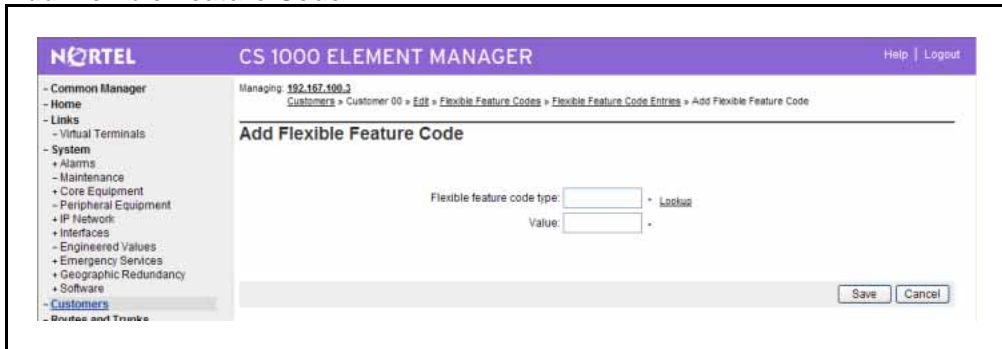 NORTEL
CS 1000 ELEMENT MANAGER
Help | Logout
- Common Manager
- Home
- Links
- Virtual Terminals
- System
+ Alarms
- Maintenance
+ Core Equipment
- Peripheral Equipment
+ IP Network
+ Interfaces
- Engineered Values
+ Emergency Services
+ Geographic Redundancy
+ Software
- Customers
- Routes and Trunks
Managing: 192.167.100.3
Customers » Customer 00 » Edit » Flexible Feature Codes » Flexible Feature Code Entries » Add Flexible Feature Code
Add Flexible Feature Code
Flexible feature code type: * Lookup
Value: *
Save Cancel